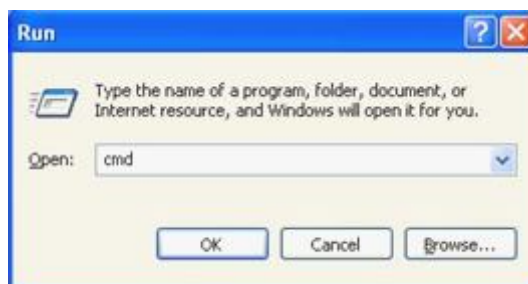 Run
Type the name of a program, folder, document, or
Internet resource, and Windows will open it for you.
Open: cmd
OK Cancel Browse...